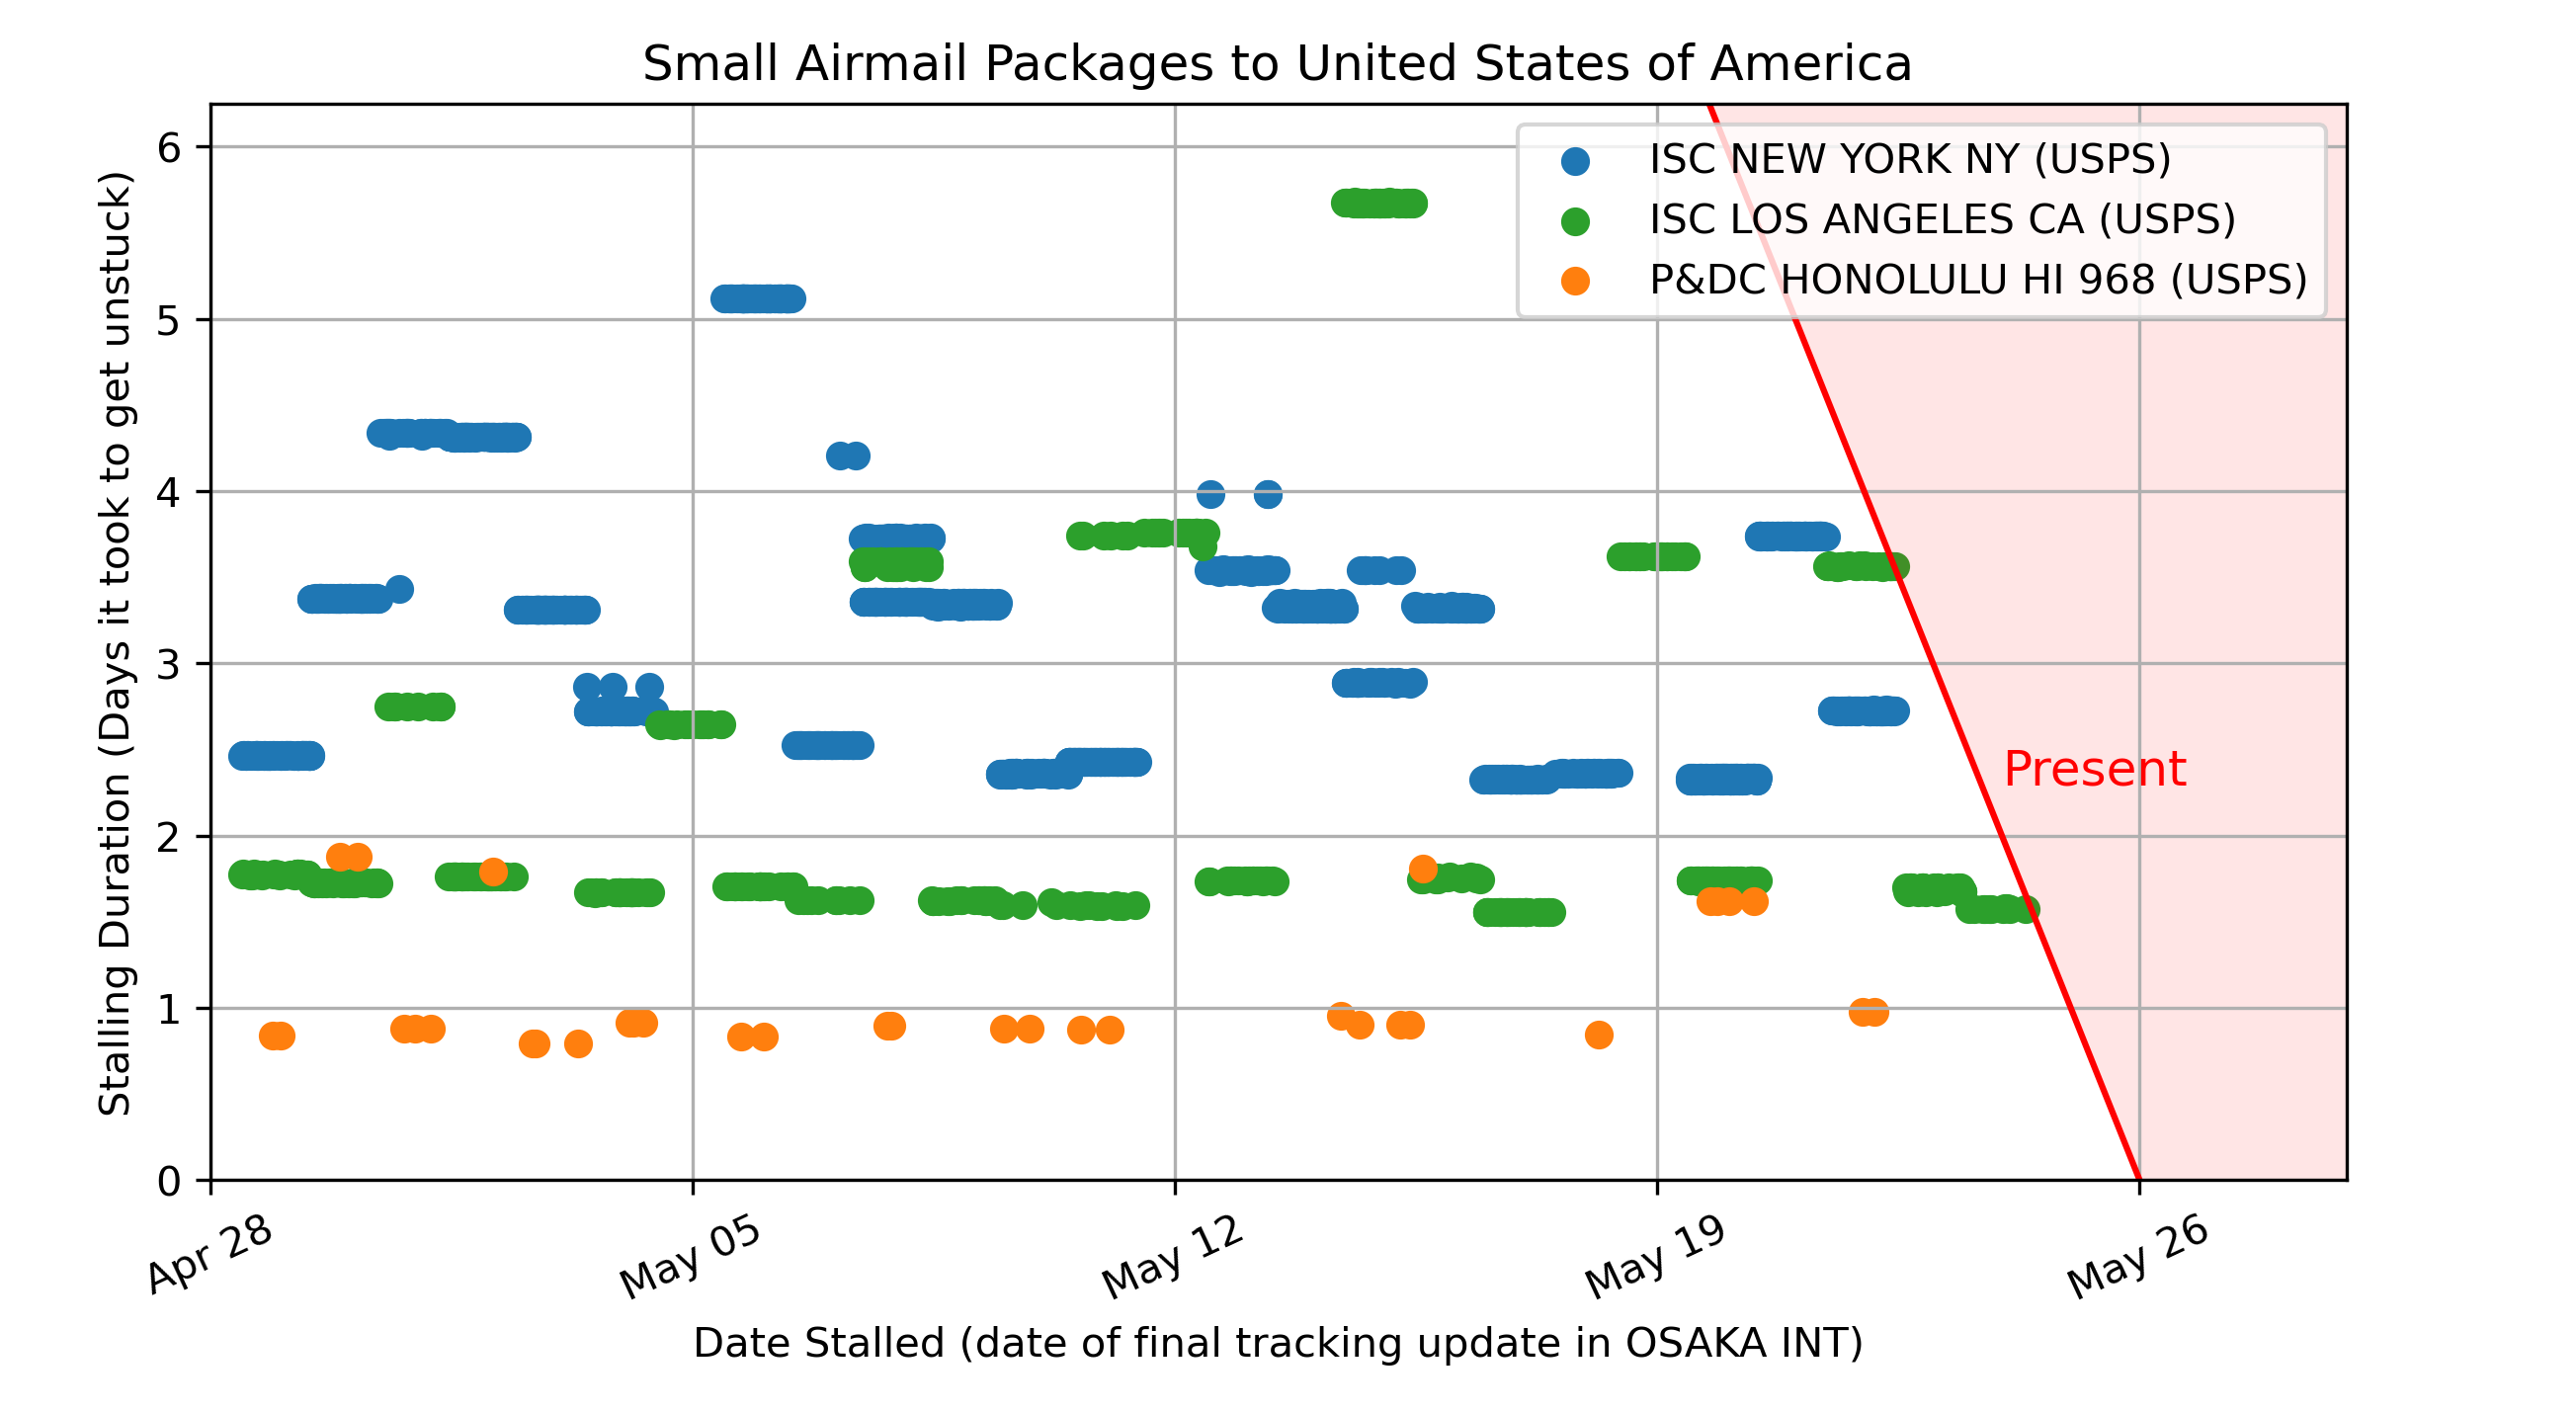 Small Airmail Packages to United States of America
Stalling Duration (Days it took to get unstuck)
6
5
4
3
2
1
0
ISC NEW YORK NY (USPS)
ISC LOS ANGELES CA (USPS)
P&DC HONOLULU HI 968 (USPS)
Present
Apr 28
May 05
May 12
May 19
May 26
Date Stalled (date of final tracking update in OSAKA INT)